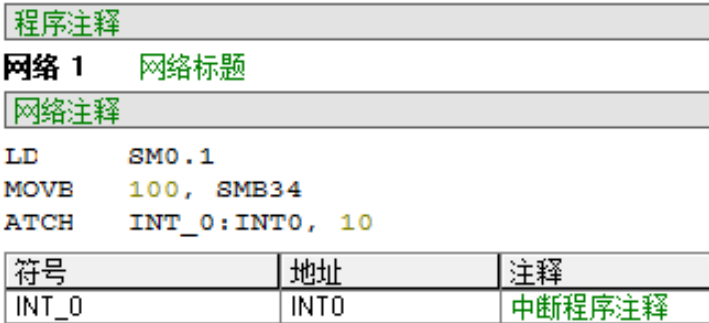 程序注释
网络 1 网络标题
网络注释
LD SM0.1
MOVB 100, SMB34
ATCH INT_0:INT0, 10
符号 地址 注释
INT_0 INT0 中断程序注释